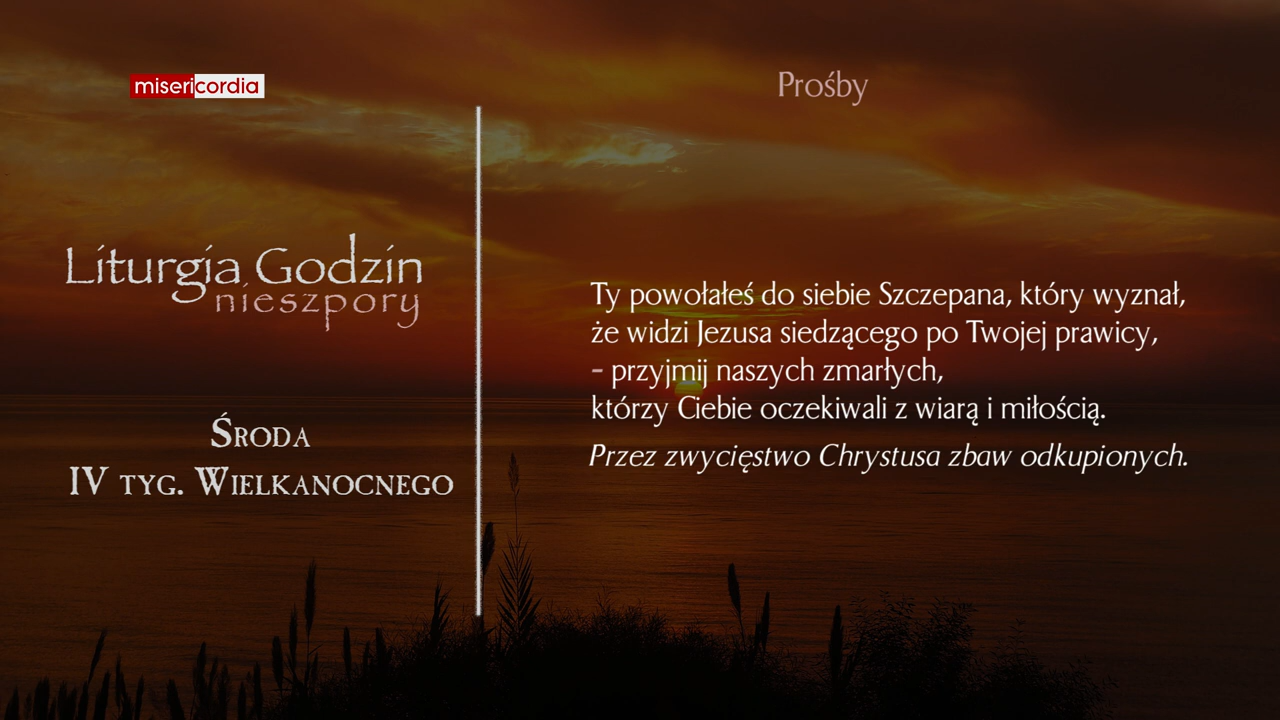 misericordia
Prośby
Liturgia Godzin
nieszpory
Środa
IV tyg. Wielkanocnego
Ty powołałeś do siebie Szczepana, który wyznał,
że widzi Jezusa siedzącego po Twojej prawicy,
- przyjmij naszych zmarłych,
którzy Ciebie oczekiwali z wiarą i miłością.
Przez zwycięstwo Chrystusa zbaw odkupionych.